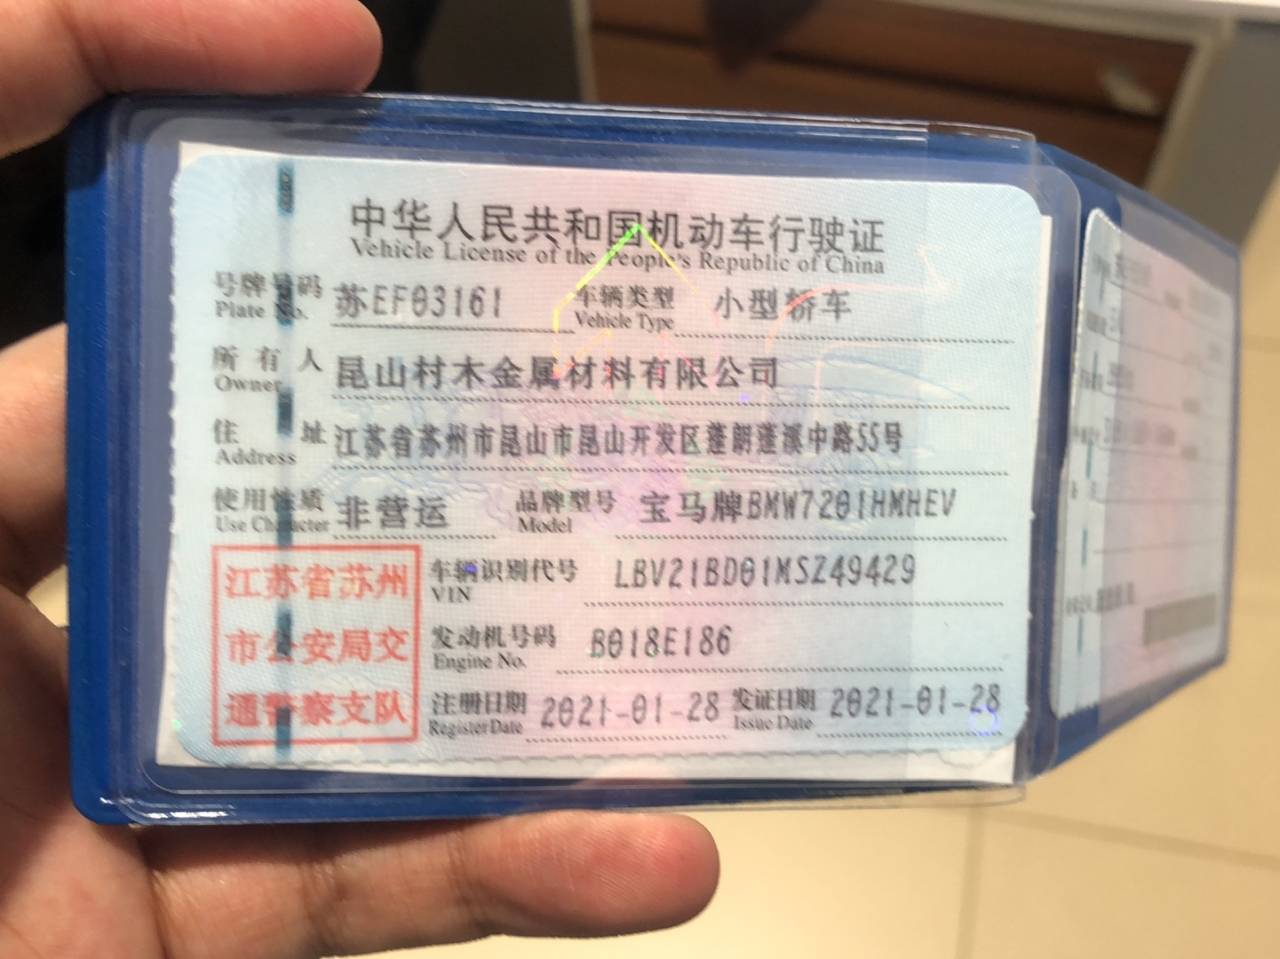 中华人民共和国机动车行驶证
Vehicle License of the People's Republic of China
号牌号码 苏EF03161 车辆类型 小型轿车
Plate No. Vehicle Type
所有人 昆山村木金属材料有限公司
Owner
住址 江苏省苏州市昆山市昆山开发区蓬朗蓬溪中路55号
Address
使用性质 非营运 品牌型号 宝马牌BMW7201HMHEV
Use Character Model
江苏省苏州
市公安局交
通警察支队
车辆识别代号 LBV21BD01MSZ49429
VIN
发动机号码 B018E186
Engine No.
注册日期 2021-01-28 发证日期 2021-01-28
Register Date Issue Date